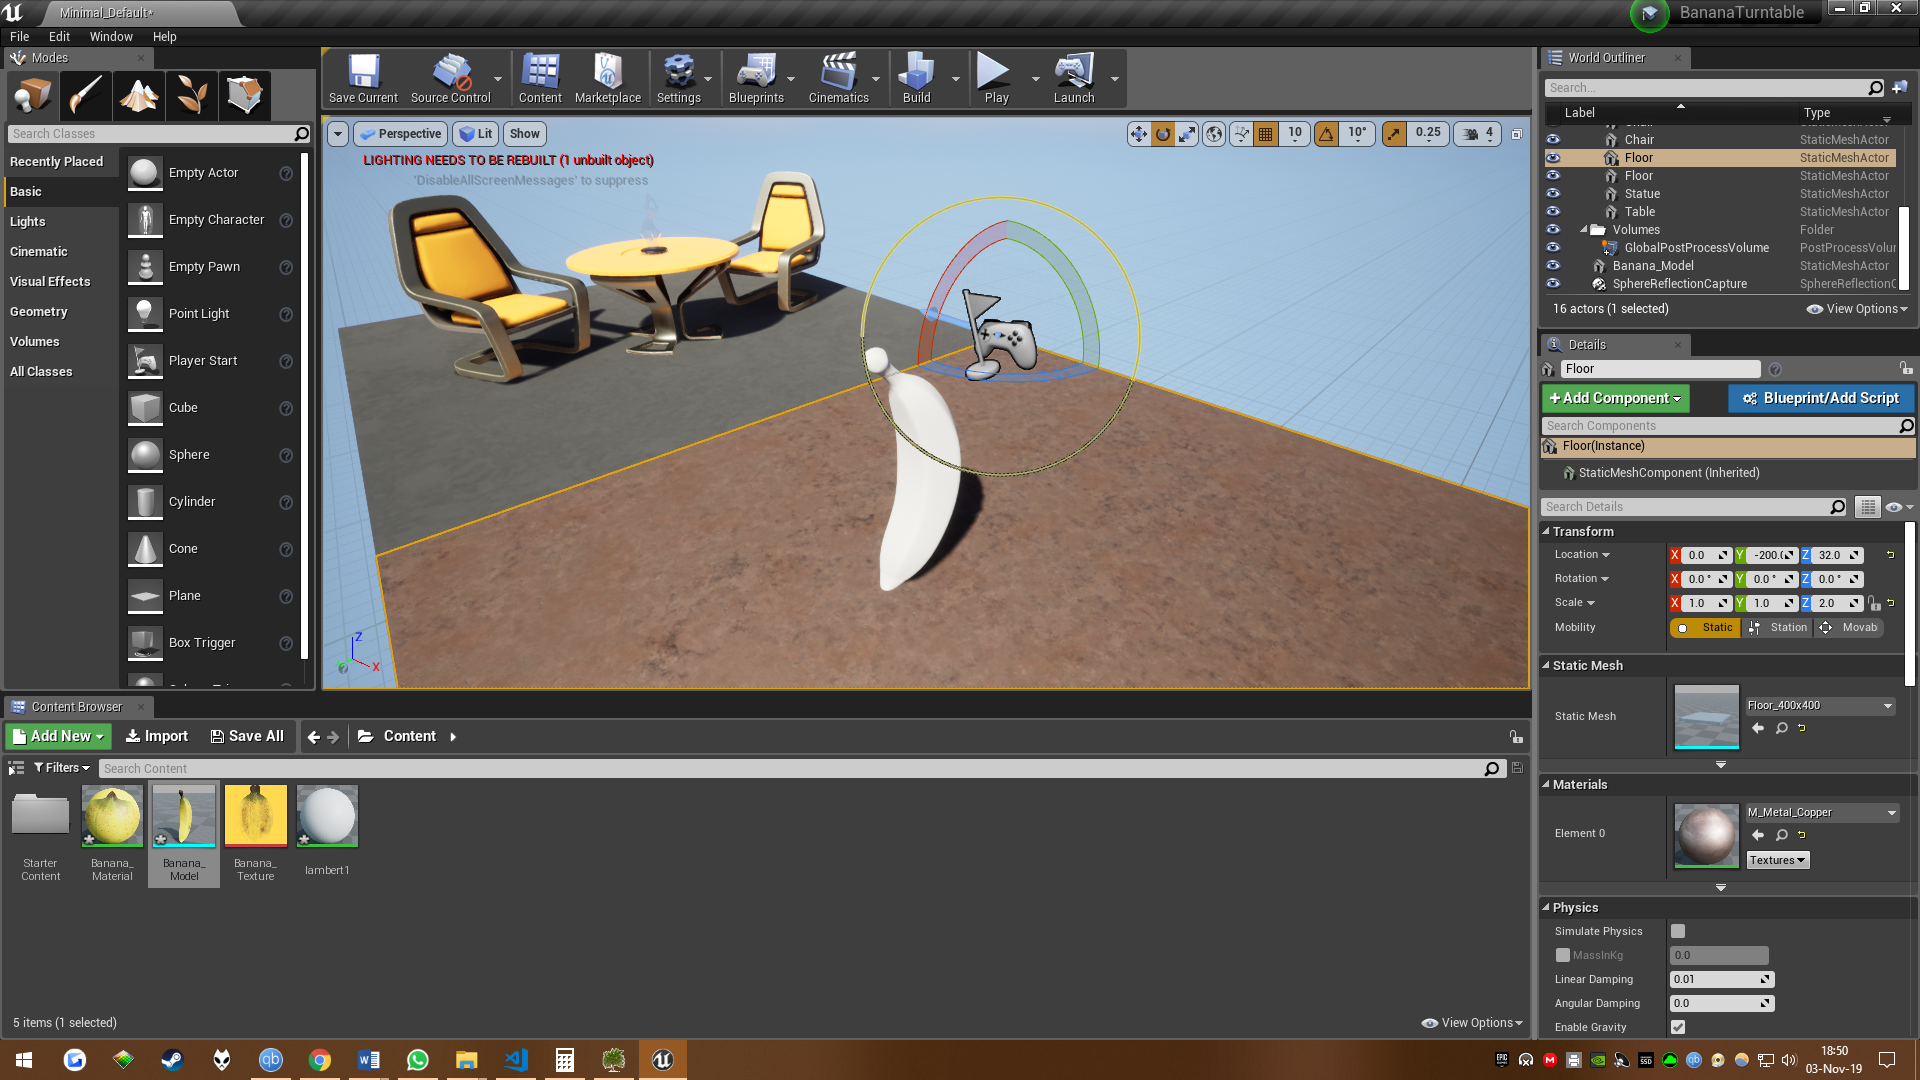 Minimal_Default*
BananaTurntable
File Edit Window Help
Modes
Search Classes
Recently Placed
Basic
Lights
Cinematic
Visual Effects
Geometry
Volumes
All Classes
Empty Actor
Empty Character
Empty Pawn
Point Light
Player Start
Cube
Sphere
Cylinder
Cone
Plane
Box Trigger
Save Current
Source Control
Content
Marketplace
Settings
Blueprints
Cinematics
Build
Play
Launch
Perspective
Lit
Show
10
10°
0.25
4
LIGHTING NEEDS TO BE REBUILT (1 unbuilt object)
'DisableAllScreenMessages' to suppress
Z
X
World Outliner
Search...
Label Type
Chair StaticMeshActor
Floor StaticMeshActor
Floor StaticMeshActor
Statue StaticMeshActor
Table StaticMeshActor
Volumes Folder
GlobalPostProcessVolume PostProcessVolu
Banana_Model StaticMeshActor
SphereReflectionCapture SphereReflectionC
16 actors (1 selected)
View Options
Details
Floor
+Add Component
Blueprint/Add Script
Search Components
Floor(Instance)
StaticMeshComponent (Inherited)
Search Details
Transform
Location X 0.0 Y -200.0 Z 32.0
Rotation X 0.0 ° Y 0.0 ° Z 0.0 °
Scale X 1.0 Y 1.0 Z 2.0
Mobility Static Station Movab
Static Mesh
Static Mesh
Floor_400x400
Materials
Element 0
M_Metal_Copper
Textures
Physics
Simulate Physics
MassInKg 0.0
Linear Damping 0.01
Angular Damping 0.0
Enable Gravity
Content Browser
Add New
Import
Save All
Content
Filters
Search Content
Starter
Content
Banana_
Material
Banana_
Model
Banana_
Texture
lambert1
5 items (1 selected)
View Options
qb
18:50
03-Nov-19